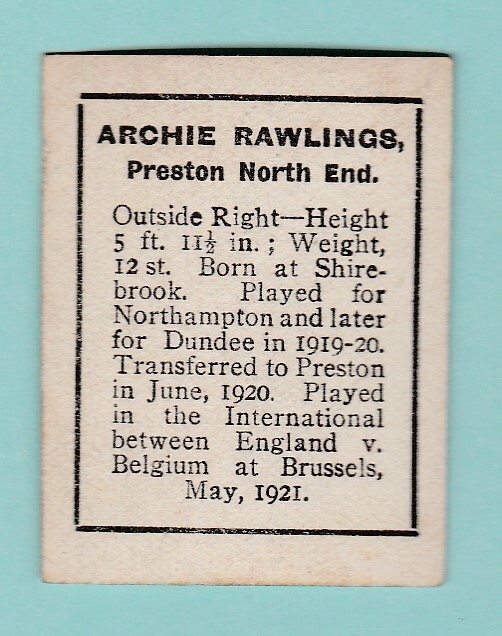 ARCHIE RAWLINGS,
Preston North End.
Outside Right—Height
5 ft. 11½ in. ; Weight,
12 st. Born at Shire-
brook. Played for
Northampton and later
for Dundee in 1919-20.
Transferred to Preston
in June, 1920. Played
in the International
between England v.
Belgium at Brussels,
May, 1921.